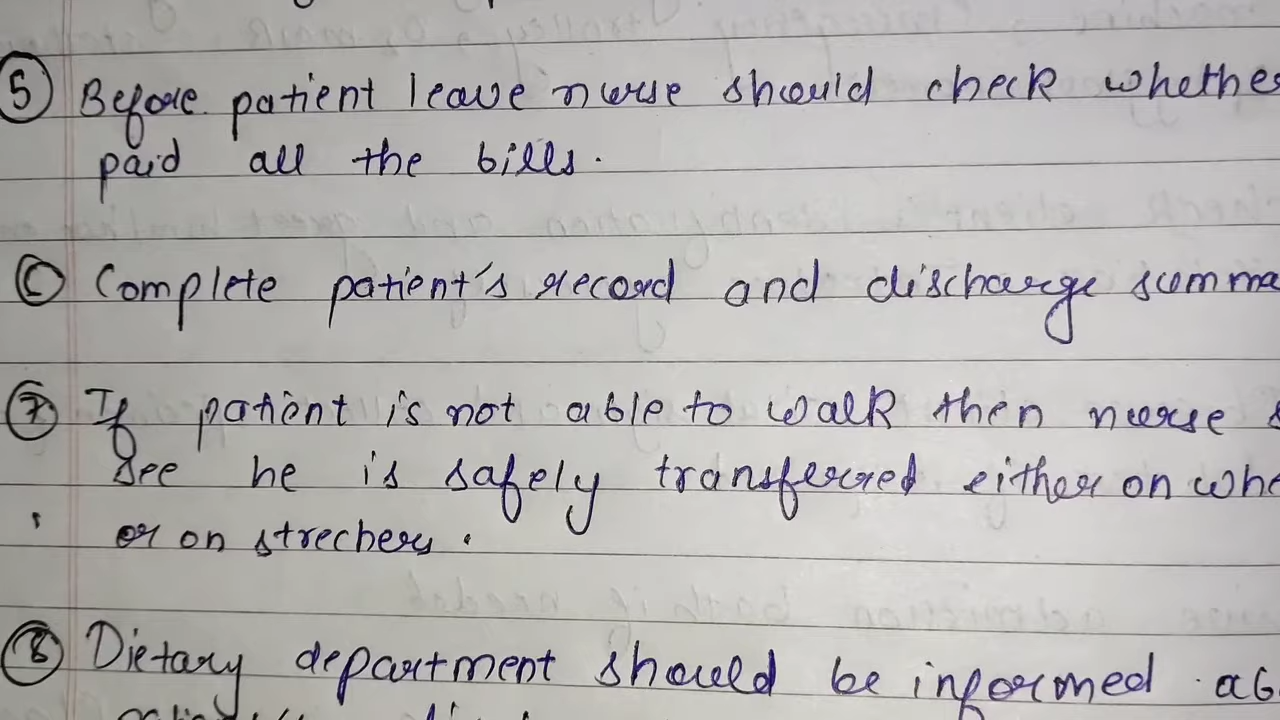 ⑤ Before patient leave nurse should check whether
paid all the bills.
⑥ Complete patient's record and discharge summa
⑦ If patient is not able to walk then nurse s
see he is safely transferred either on whe
or on strechers.
⑧ Dietary department should be informed